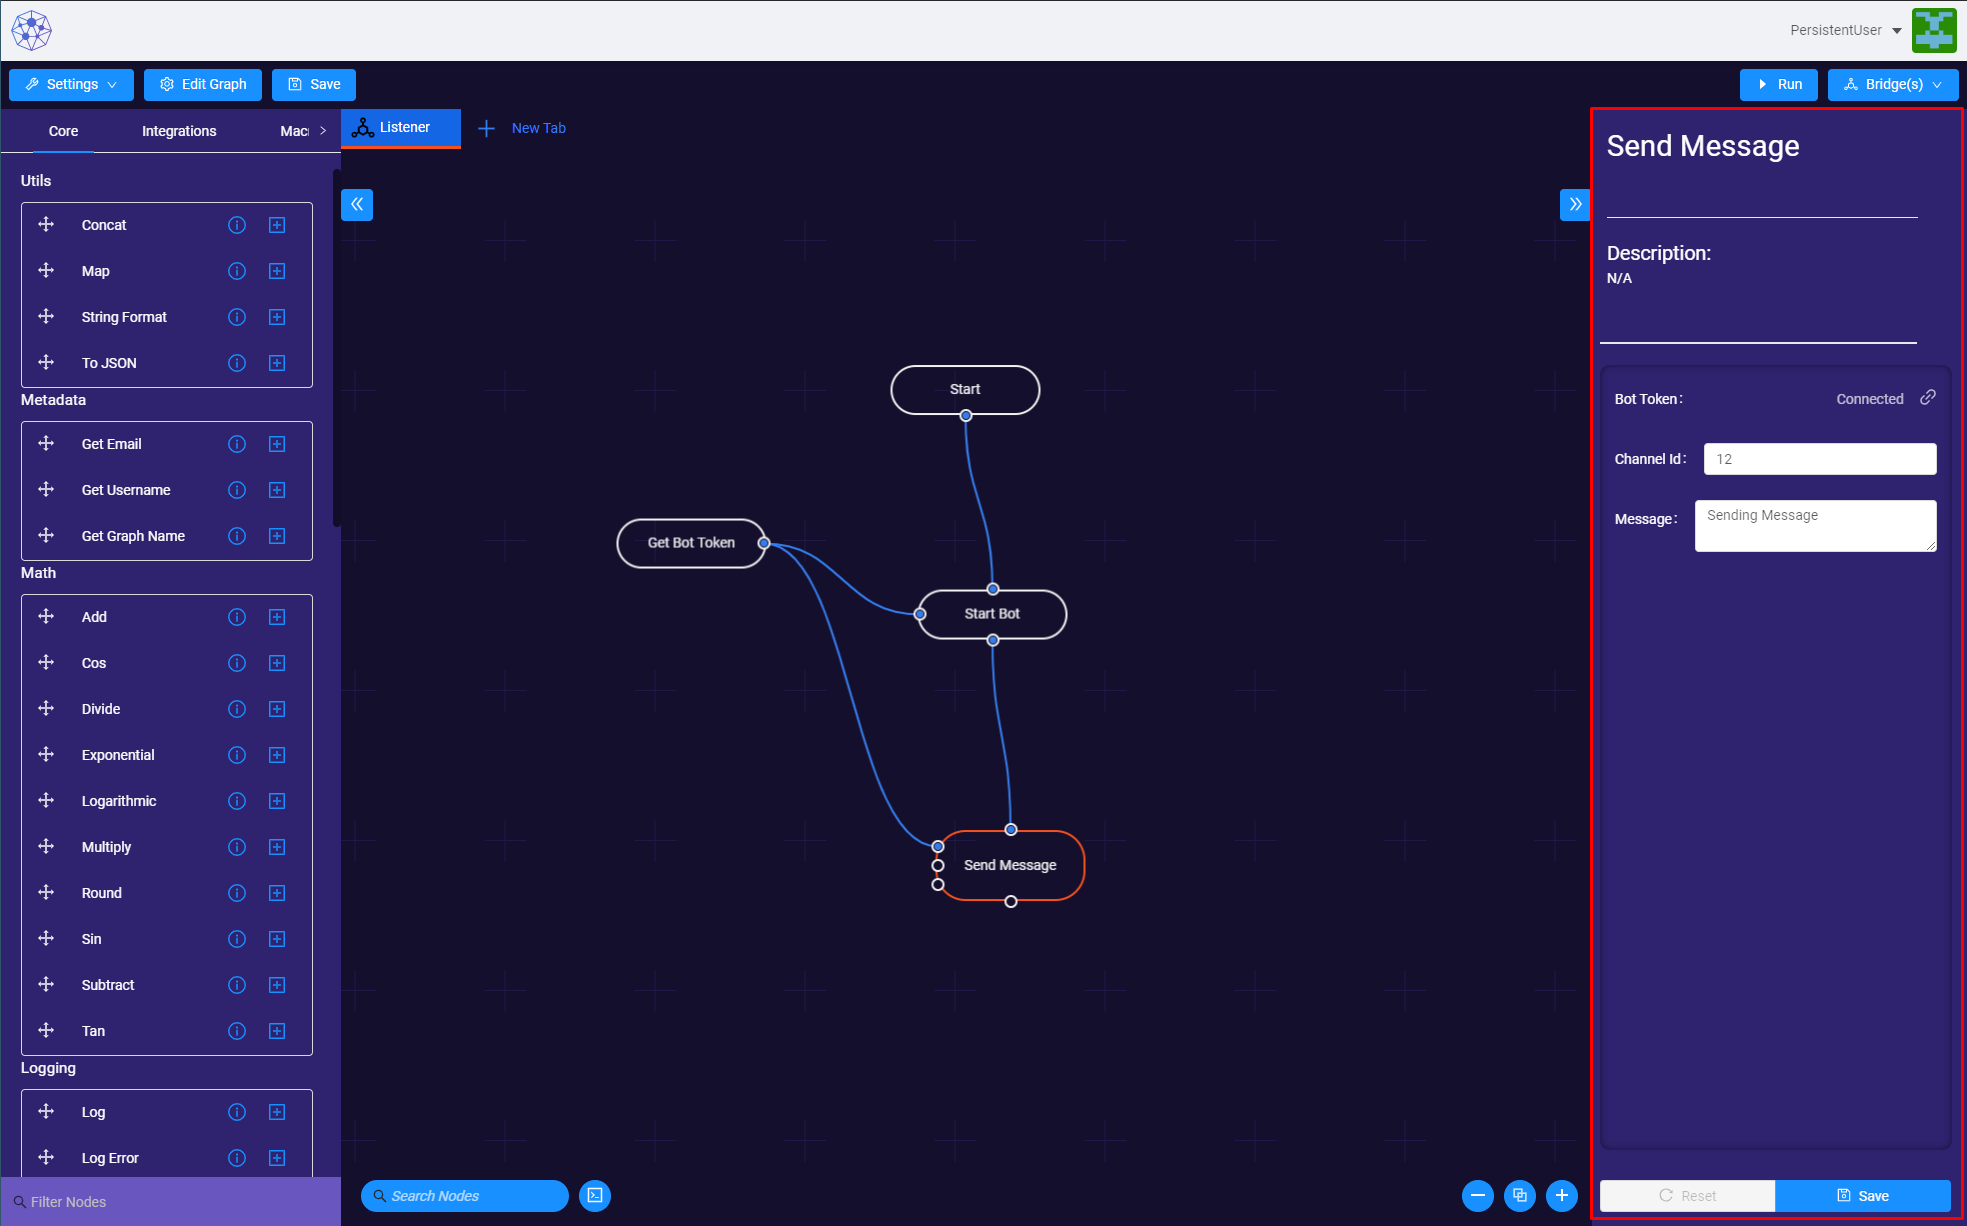 PersistentUser
Settings
Edit Graph
Save
Run
Bridge(s)
Core
Integrations
Mac
Utils
Concat
Map
String Format
To JSON
Metadata
Get Email
Get Username
Get Graph Name
Math
Add
Cos
Divide
Exponential
Logarithmic
Multiply
Round
Sin
Subtract
Tan
Logging
Log
Log Error
Filter Nodes
Listener
New Tab
Start
Get Bot Token
Start Bot
Send Message
Search Nodes
Send Message
Description:
N/A
Bot Token: Connected
Channel Id: 12
Message: Sending Message
Reset
Save